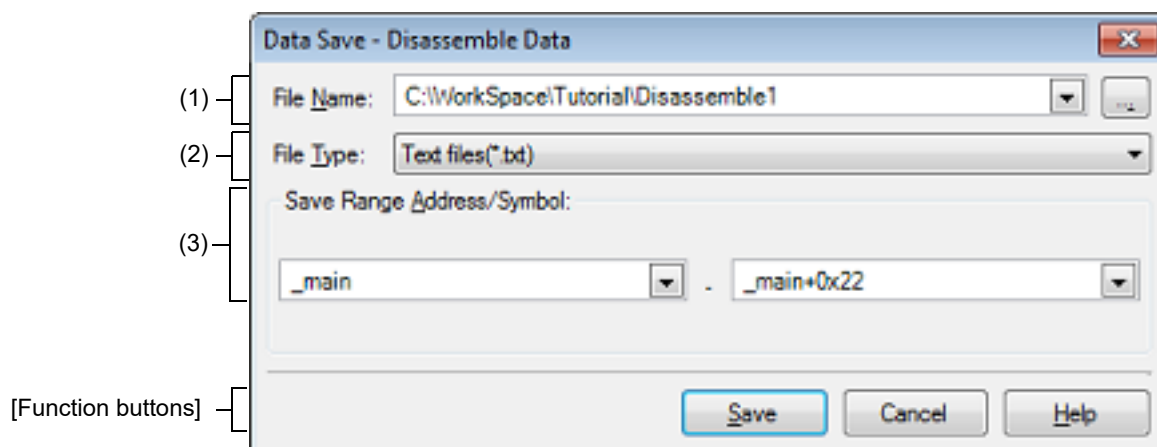 Data Save - Disassemble Data
(1)
File Name:
C:\WorkSpace\Tutorial\Disassemble1
...
(2)
File Type:
Text files(*.txt)
(3)
Save Range Address/Symbol:
_main
-
_main+0x22
[Function buttons]
Save
Cancel
Help